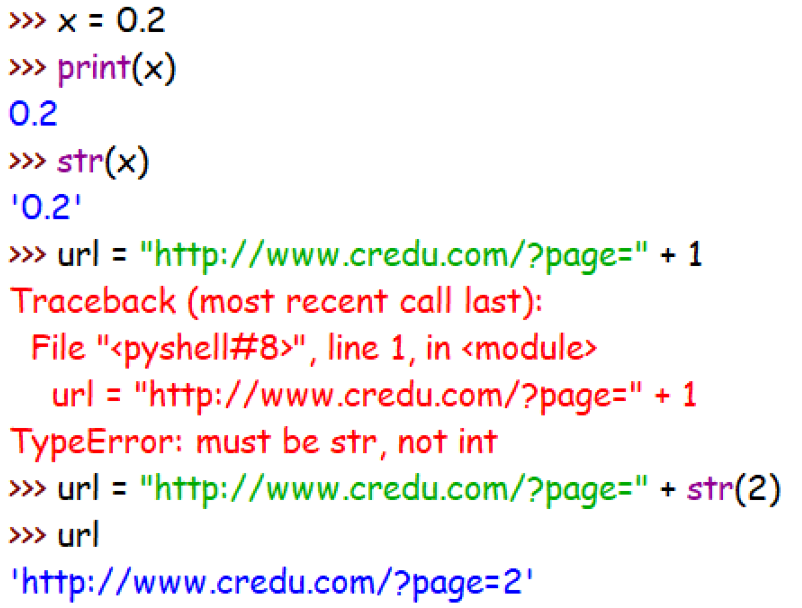 >>> x = 0.2
>>> print(x)
0.2
>>> str(x)
'0.2'
>>> url = "http://www.credu.com/?page=" + 1
Traceback (most recent call last):
  File "<pyshell#8>", line 1, in <module>
    url = "http://www.credu.com/?page=" + 1
TypeError: must be str, not int
>>> url = "http://www.credu.com/?page=" + str(2)
>>> url
'http://www.credu.com/?page=2'